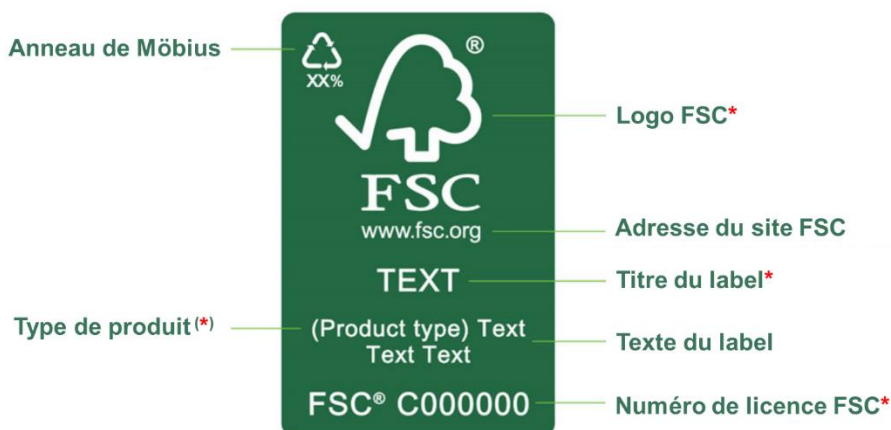 Anneau de Möbius
XX%
®
Logo FSC*
FSC
www.fsc.org
Adresse du site FSC
TEXT
Titre du label*
Type de produit(*)
(Product type) Text
Text Text
Texte du label
FSC® C000000
Numéro de licence FSC*